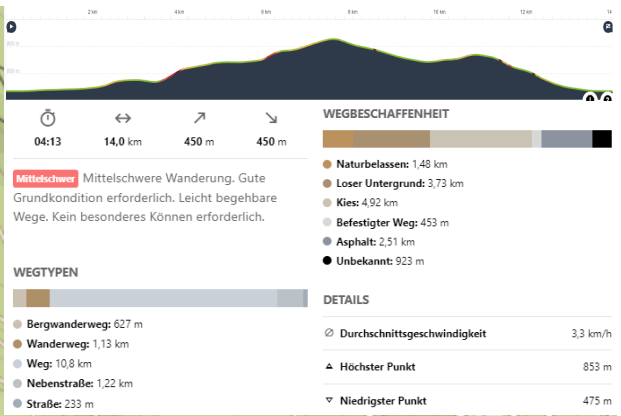 2 km 4 km 6 km 8 km 10 km 12 km 14
04:13 14,0 km 450 m 450 m
Mittelschwer Mittelschwere Wanderung. Gute
Grundkondition erforderlich. Leicht begehbare
Wege. Kein besonderes Können erforderlich.
WEGTYPEN
Bergwanderweg: 627 m
Wanderweg: 1,13 km
Weg: 10,8 km
Nebenstraße: 1,22 km
Straße: 233 m
WEGBESCHAFFENHEIT
Naturbelassen: 1,48 km
Loser Untergrund: 3,73 km
Kies: 4,92 km
Befestigter Weg: 453 m
Asphalt: 2,51 km
Unbekannt: 923 m
DETAILS
Durchschnittsgeschwindigkeit 3,3 km/h
Höchster Punkt 853 m
Niedrigster Punkt 475 m